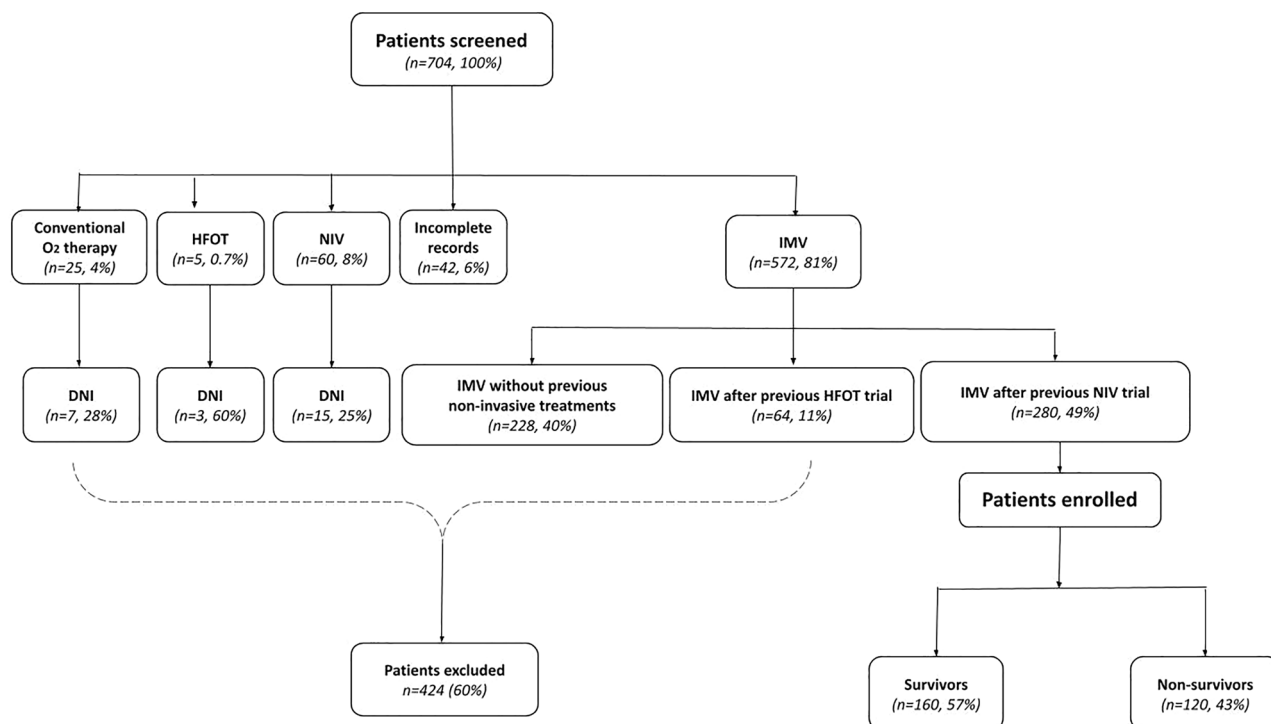 Patients screened
(n=704, 100%)
Conventional
O2 therapy
(n=25, 4%)
HFOT
(n=5, 0.7%)
NIV
(n=60, 8%)
Incomplete
records
(n=42, 6%)
IMV
(n=572, 81%)
DNI
(n=7, 28%)
DNI
(n=3, 60%)
DNI
(n=15, 25%)
IMV without previous
non-invasive treatments
(n=228, 40%)
IMV after previous HFOT trial
(n=64, 11%)
IMV after previous NIV trial
(n=280, 49%)
Patients enrolled
Patients excluded
n=424 (60%)
Survivors
(n=160, 57%)
Non-survivors
(n=120, 43%)